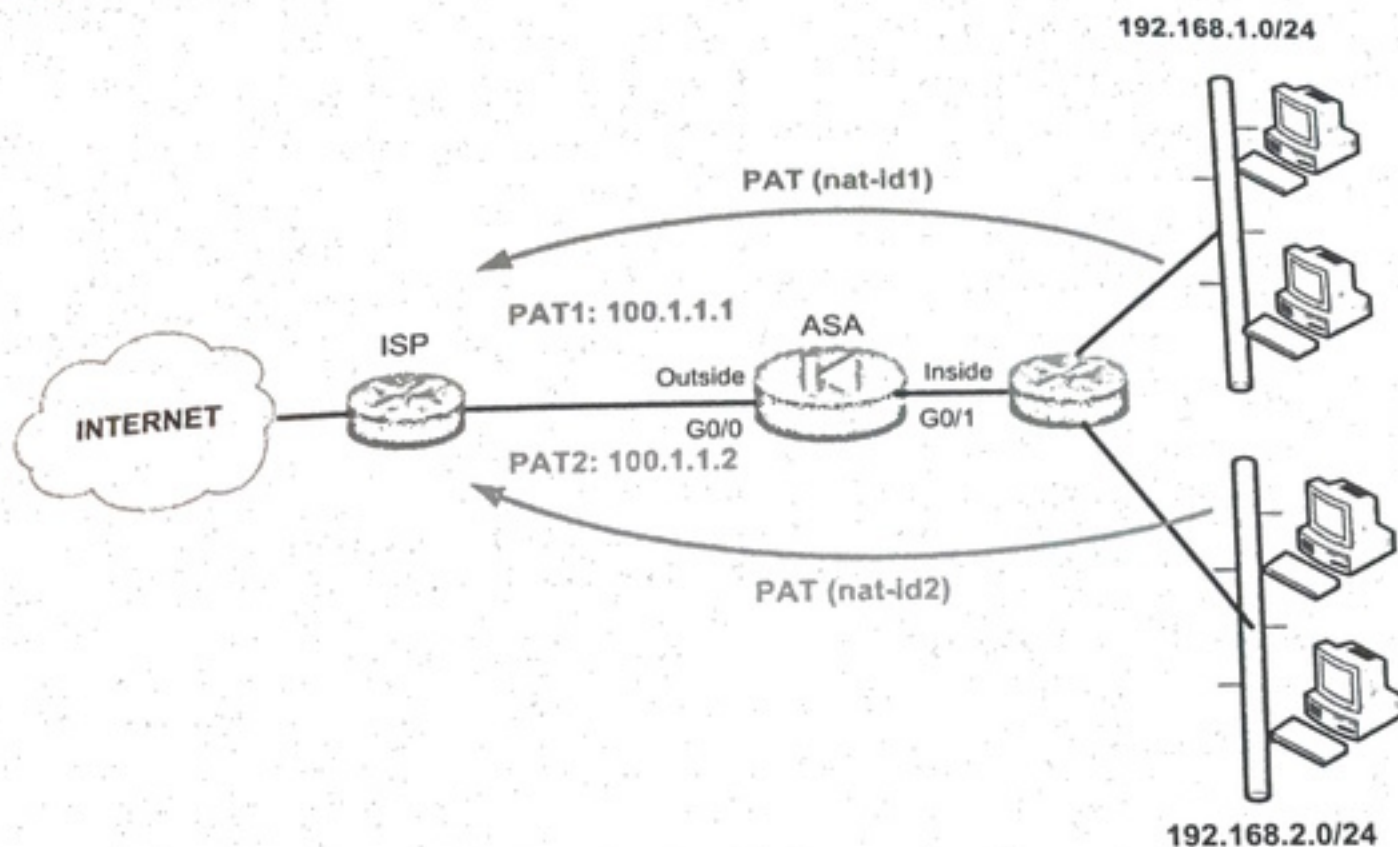 192.168.1.0/24
PAT (nat-id1)
PAT1: 100.1.1.1
ASA
ISP
Outside
Inside
INTERNET
G0/0
G0/1
PAT2: 100.1.1.2
PAT (nat-id2)
192.168.2.0/24